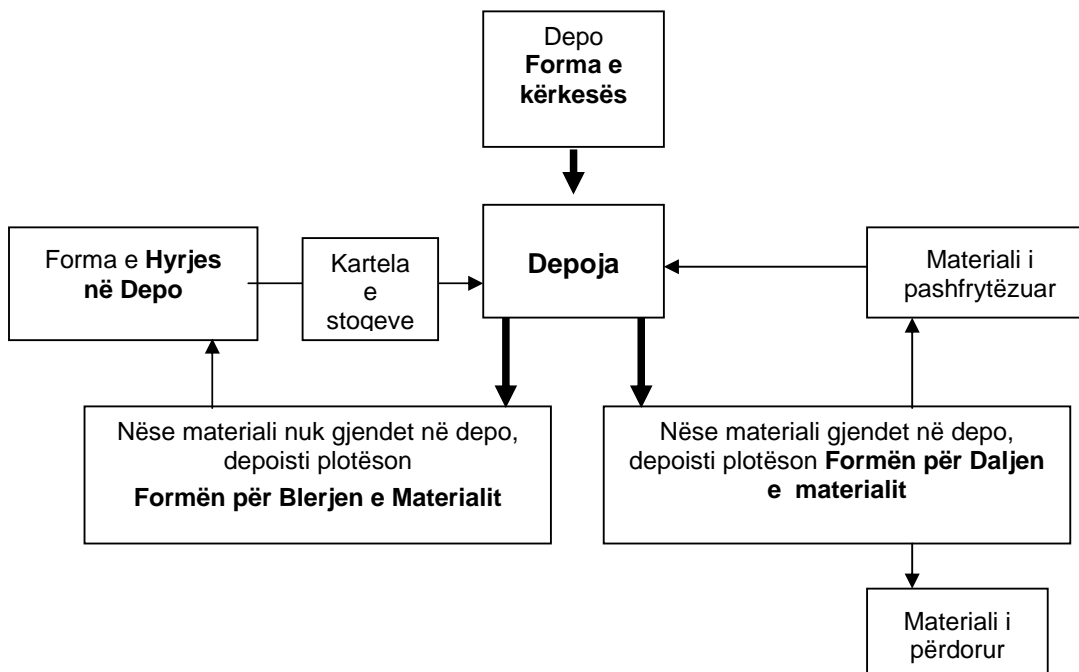 Depo
Forma e
kërkesës
Forma e Hyrjes
në Depo
Kartela
e
stogeve
Depoja
Materiali i
pashfrytëzuar
Nëse materiali nuk gjendet në depo,
depoisti plotëson
Formën për Blerjen e Materialit
Nëse materiali gjendet në depo,
depoisti plotëson Formën për Daljen
e materialit
Materiali i
përdorur